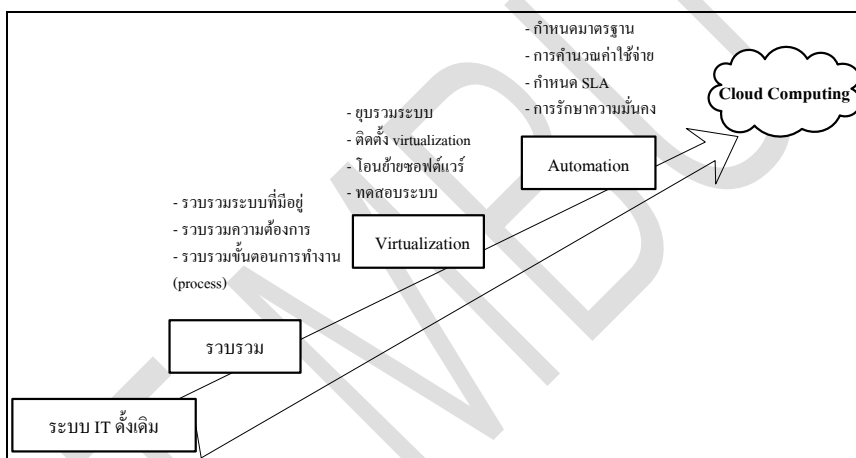 - กำหนดมาตรฐาน
- การคำนวณค่าใช้จ่าย
- กำหนด SLA
- การรักษาความมั่นคง
Cloud Computing
- ยุบรวมระบบ
- ติดตั้ง virtualization
- โอนย้ายซอฟต์แวร์
- ทดสอบระบบ
Automation
- รวบรวมระบบที่มีอยู่
- รวบรวมความต้องการ
- รวบรวมขั้นตอนการทำงาน
(process)
Virtualization
รวบรวม
ระบบ IT ดั้งเดิม